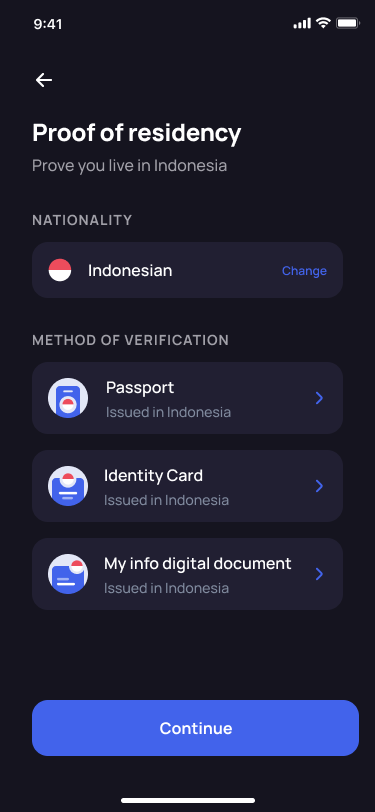 9:41
Proof of residency
Prove you live in Indonesia
NATIONALITY
Indonesian
Change
METHOD OF VERIFICATION
Passport
Issued in Indonesia
Identity Card
Issued in Indonesia
My info digital document
Issued in Indonesia
Continue